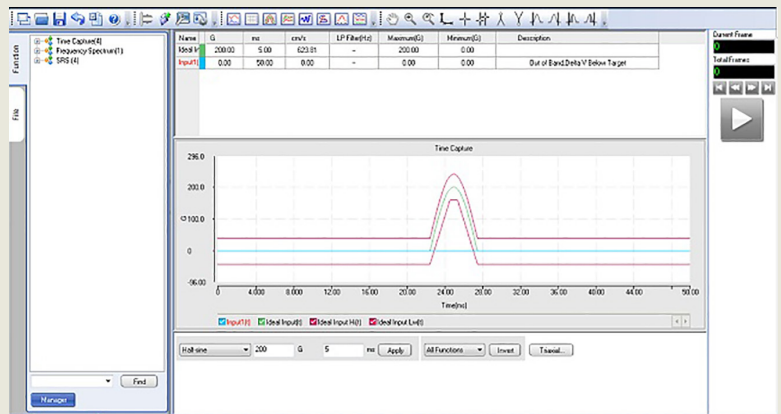 Name G ms cm/s LP Filter(Hz) Maximum(G) Minimum(G) Description
Ideal In 200.00 5.00 623.81 - 200.00 0.00
Input1( 0.00 50.00 0.00 - 0.00 0.00 Out of Band,Delta V Below Target
Function
File
Time Capture(4)
Frequency Spectrum(1)
SRS (4)
Current Frame
0
Total Frames
0
Time Capture
296.0
200.0
100.0
0
-96.00
G
0 4.000 8.000 12.00 16.00 20.00 24.00 28.00 32.00 36.00 40.00 44.00 50.00
Time(ms)
Input1(t) Ideal Input(t) Ideal Input Hi(t) Ideal Input Lw(t)
Half-sine 200 G 5 ms Apply All Functions Invert Triaxial...
Find
Manager